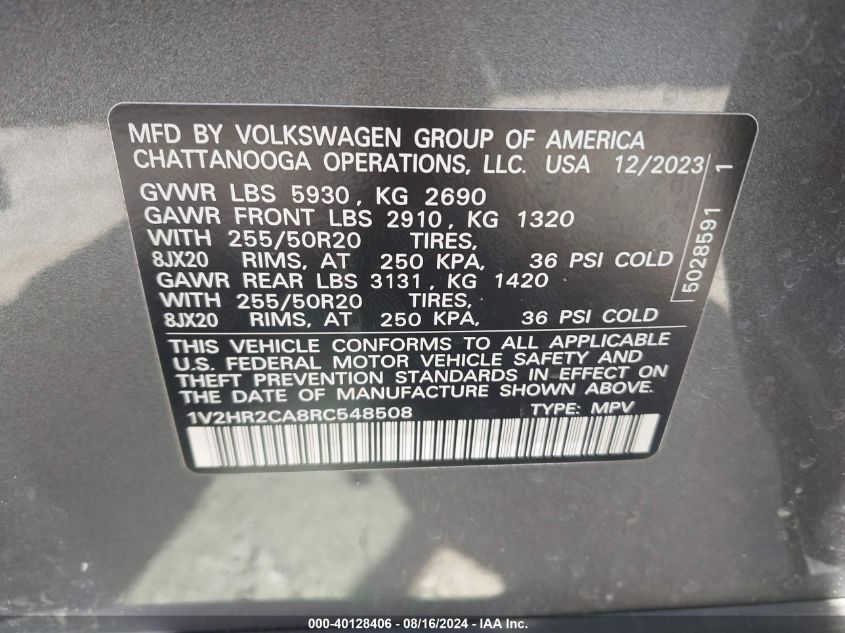 MFD BY VOLKSWAGEN GROUP OF AMERICA
CHATTANOOGA OPERATIONS, LLC. USA 12/2023
GVWR LBS 5930, KG 2690
GAWR FRONT LBS 2910, KG 1320
WITH 255/50R20 TIRES,
8JX20 RIMS, AT 250 KPA, 36 PSI COLD
GAWR REAR LBS 3131, KG 1420
WITH 255/50R20 TIRES,
8JX20 RIMS, AT 250 KPA, 36 PSI COLD
5028591 1
THIS VEHICLE CONFORMS TO ALL APPLICABLE
U.S. FEDERAL MOTOR VEHICLE SAFETY AND
THEFT PREVENTION STANDARDS IN EFFECT ON
THE DATE OF MANUFACTURE SHOWN ABOVE.
1V2HR2CA8RC548508 TYPE: MPV
000-40128406 - 08/16/2024 - IAA Inc.